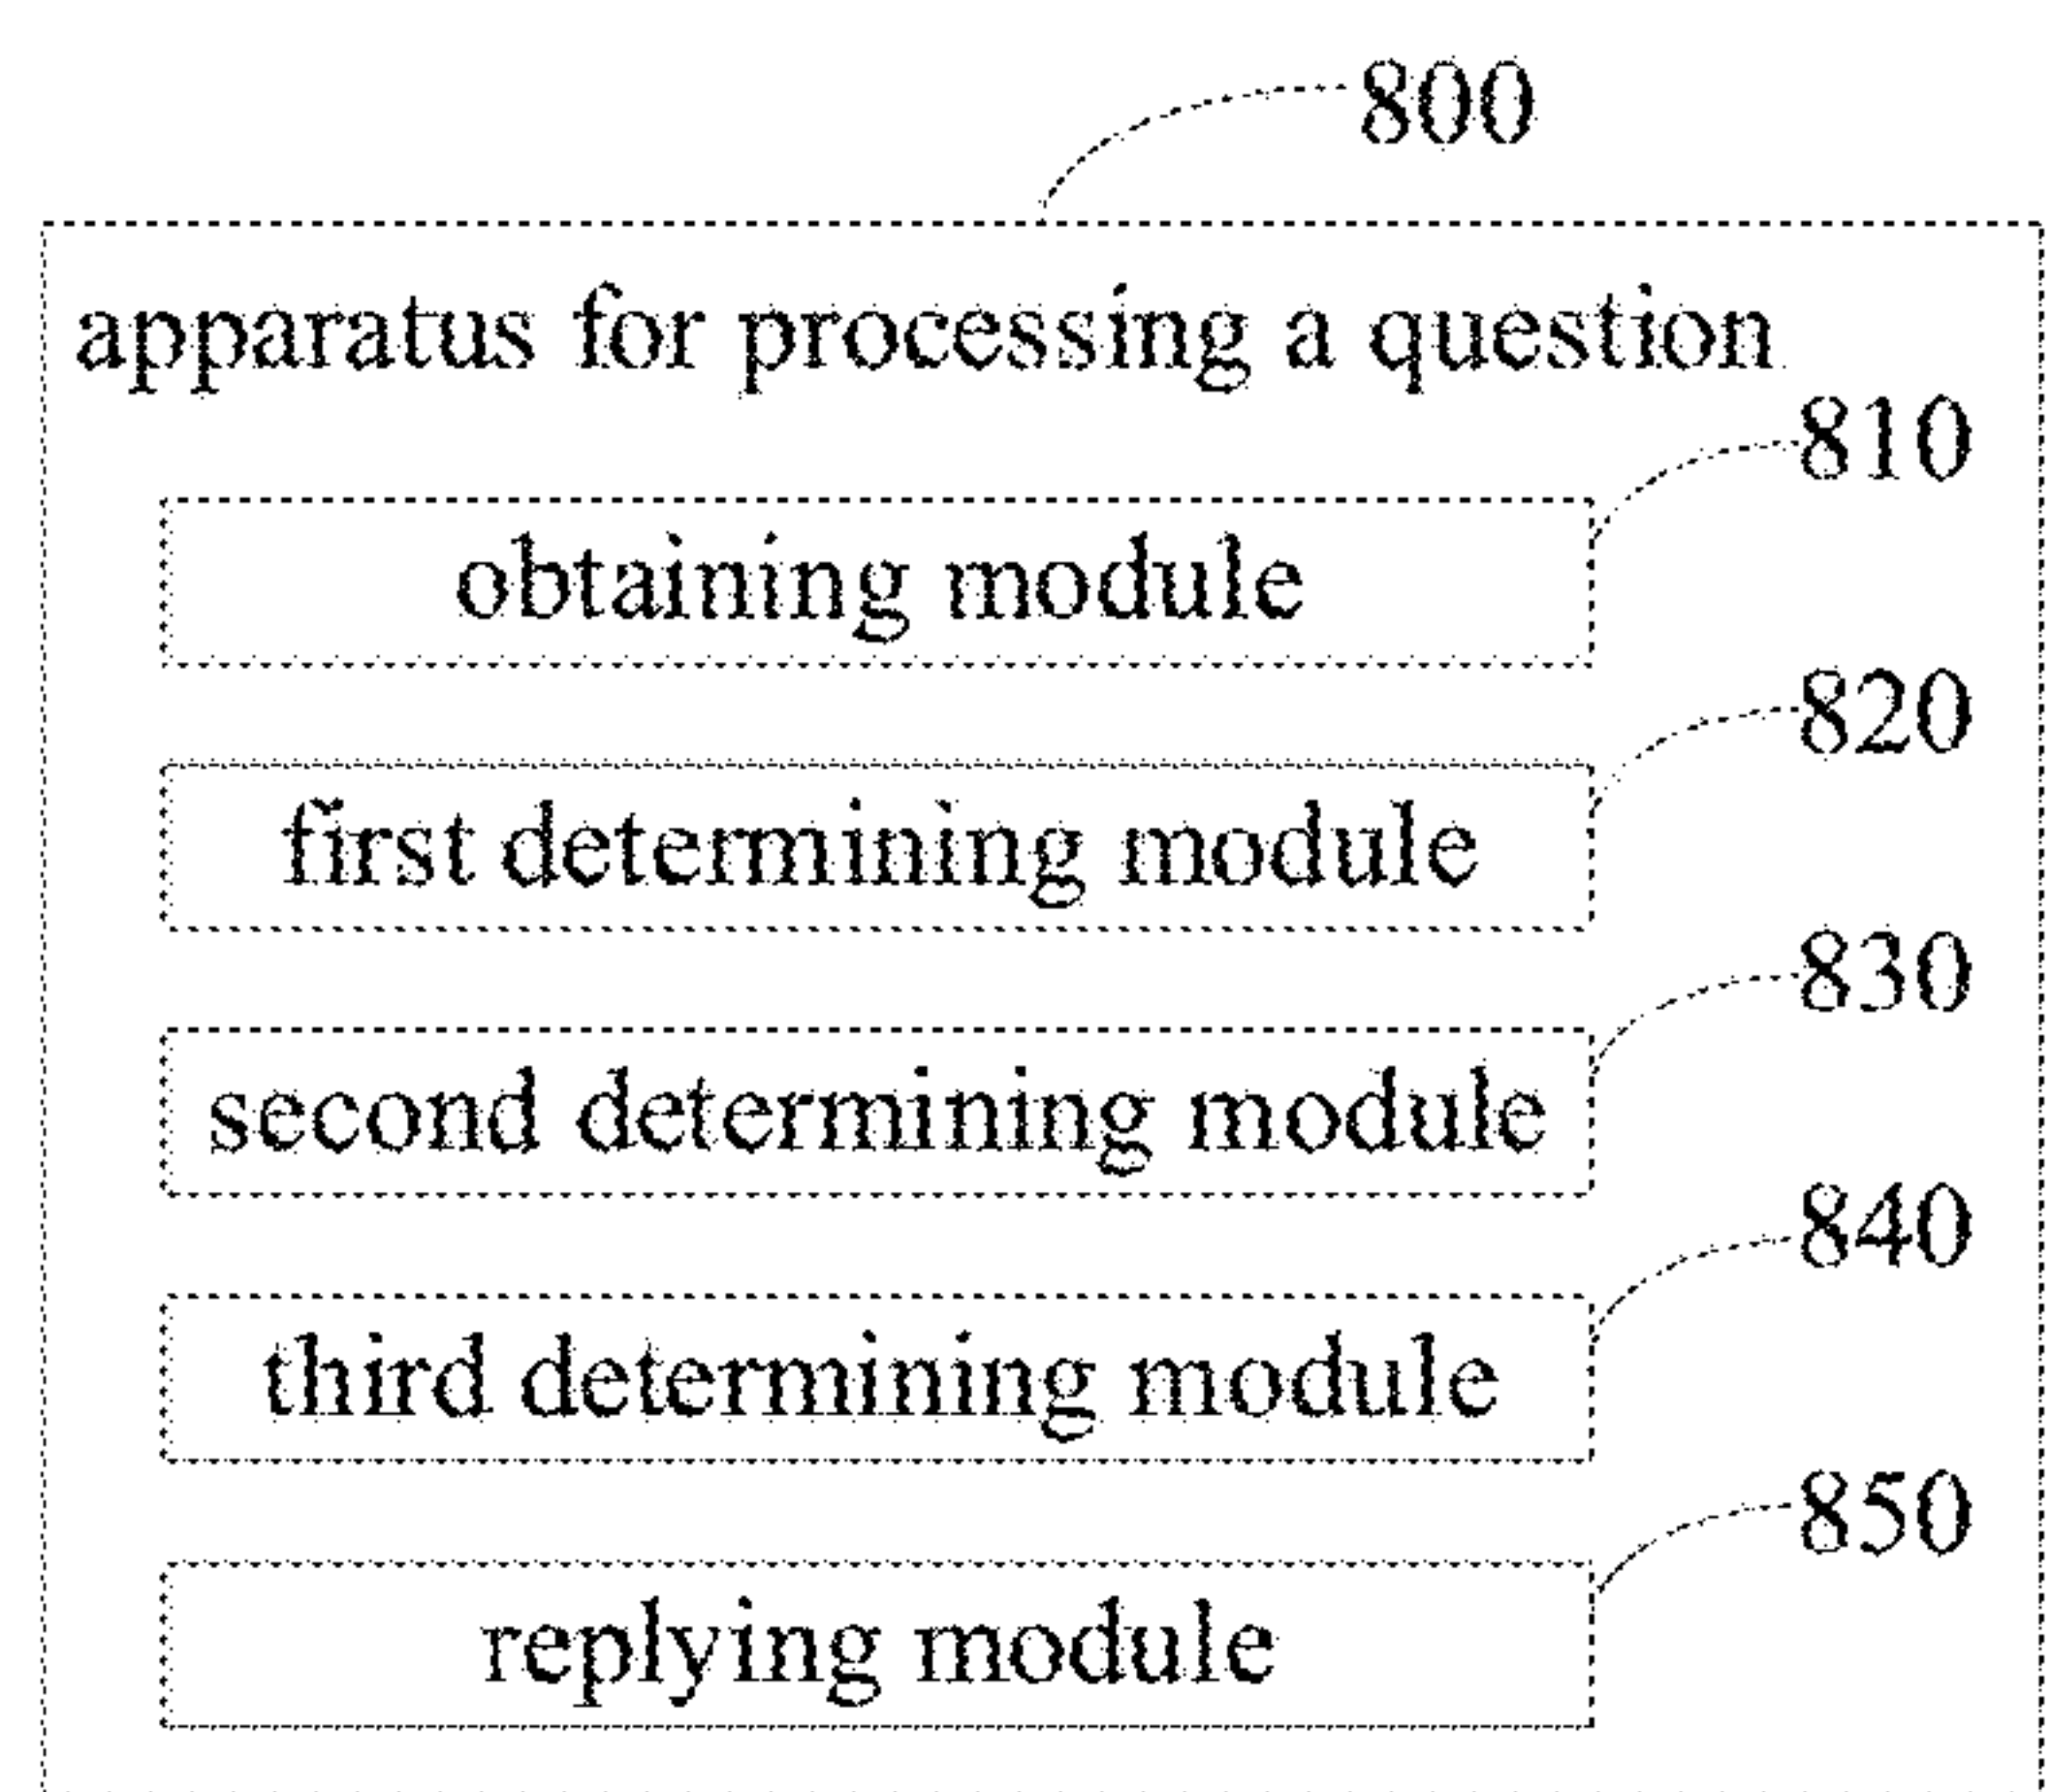 800
apparatus for processing a question
810
obtaining module
820
first determining module
830
second determining module
840
third determining module
850
replying module